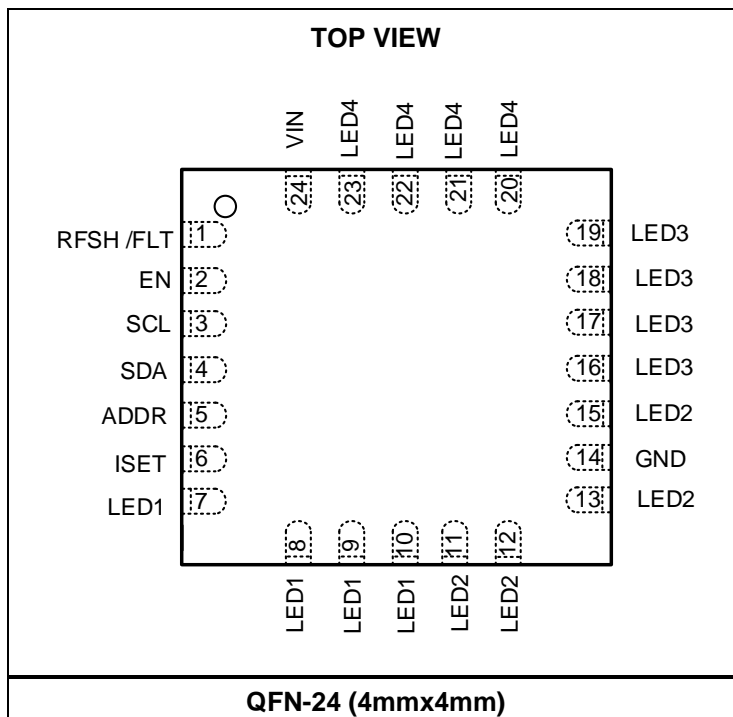 TOP VIEW
VIN LED4 LED4 LED4 LED4
24 23 22 21 20
RFSH /FLT 1 19 LED3
EN 2 18 LED3
SCL 3 17 LED3
SDA 4 16 LED3
ADDR 5 15 LED2
ISET 6 14 GND
LED1 7 13 LED2
8 9 10 11 12
LED1 LED1 LED1 LED2 LED2
QFN-24 (4mmx4mm)